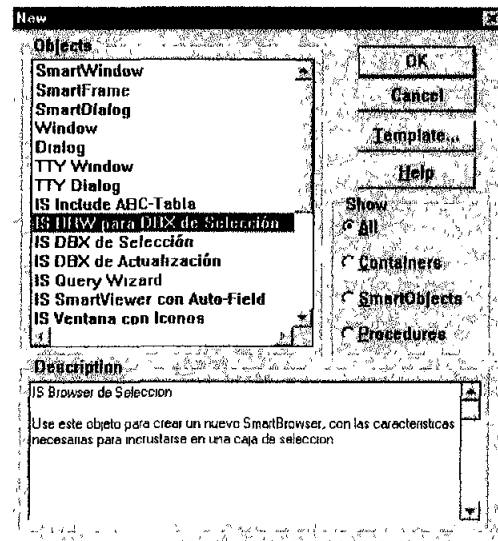 New
Objects
SmartWindow
SmartFrame
SmartDialog
Window
Dialog
TTY Window
TTY Dialog
IS Include ABC-Tabla
IS BRW para DBX de Selección
IS DBX de Selección
IS DBX de Actualización
IS Query Wizard
IS SmartViewer con Auto-Field
IS Ventana con Iconos
OK
Cancel
Template...
Help
Show
All
Containers
SmartObjects
Procedures
Description
IS Browser de Seleccion
Use este objeto para crear un nuevo SmartBrowser, con las caracteristicas
necesarias para incrustarse en una caja de seleccion